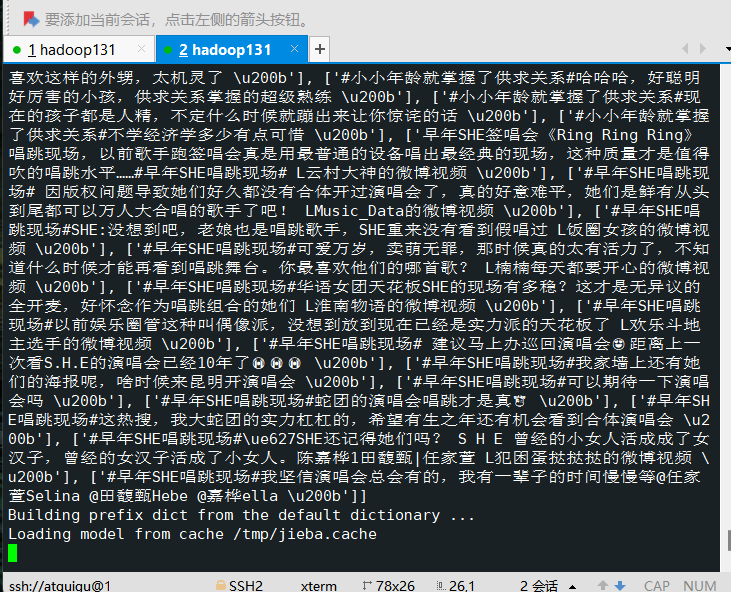 要添加当前会话，点击左侧的箭头按钮。
1 hadoop131 × 2 hadoop131 × +
喜欢这样的外甥，太机灵了 \u200b'], ['#小小年龄就掌握了供求关系#哈哈哈，好聪明
好厉害的小孩，供求关系掌握的超级熟练 \u200b'], ['#小小年龄就掌握了供求关系#现
在的孩子都是人精，不定什么时候就蹦出来让你惊诧的话 \u200b'], ['#小小年龄就掌握
了供求关系#不学经济学多少有点可惜 \u200b'], ['早年SHE签唱会《Ring Ring Ring》
唱跳现场，以前歌手跑签唱会真是用最普通的设备唱出最经典的现场，这种质量才是值得
吹的唱跳水平……#早年SHE唱跳现场# L云村大神的微博视频 \u200b'], ['#早年SHE唱跳现
场# 因版权问题导致她们好久都没有合体开过演唱会了，真的好意难平，她们是鲜有从头
到尾都可以万人大合唱的歌手了吧！ LMusic_Data的微博视频 \u200b'], ['#早年SHE唱
跳现场#SHE:没想到吧，老娘也是唱跳歌手，SHE重来没有看到假唱过 L饭圈女孩的微博视
频 \u200b'], ['#早年SHE唱跳现场#可爱万岁，卖萌无罪，那时候真的太有活力了，不知
道什么时候才能再看到唱跳舞台。你最喜欢他们的哪首歌？ L楠楠每天都要开心的微博视
频 \u200b'], ['#早年SHE唱跳现场#华语女团天花板SHE的现场有多稳？这才是无异议的
全开麦，好怀念作为唱跳组合的她们 L淮南物语的微博视频 \u200b'], ['#早年SHE唱跳
现场#以前娱乐圈管这种叫偶像派，没想到放到现在已经是实力派的天花板了 L欢乐斗地
主选手的微博视频 \u200b'], ['#早年SHE唱跳现场# 建议马上办巡回演唱会距离上一
次看S.H.E的演唱会已经10年了 \u200b'], ['#早年SHE唱跳现场#我家墙上还有她
们的海报呢，啥时候来昆明开演唱会 \u200b'], ['#早年SHE唱跳现场#可以期待一下演唱
会吗 \u200b'], ['#早年SHE唱跳现场#蛇团的演唱会唱跳才是真 \u200b'], ['#早年SH
E唱跳现场#这热搜，我大蛇团的实力杠杠的，希望有生之年还有机会看到合体演唱会 \u2
00b'], ['#早年SHE唱跳现场#\ue627SHE还记得她们吗？ S H E 曾经的小女人活成成了女
汉子，曾经的女汉子活成了小女人。陈嘉桦1田馥甄|任家萱 L犯困蛋挞挞挞的微博视频 \
u200b'], ['#早年SHE唱跳现场#我坚信演唱会总会有的，我有一辈子的时间慢慢等@任家
萱Selina @田馥甄Hebe @嘉桦ella \u200b']]
Building prefix dict from the default dictionary ...
Loading model from cache /tmp/jieba.cache
ssh://atguigu@1 SSH2 xterm 78x26 26,1 2 会话 CAP NUM